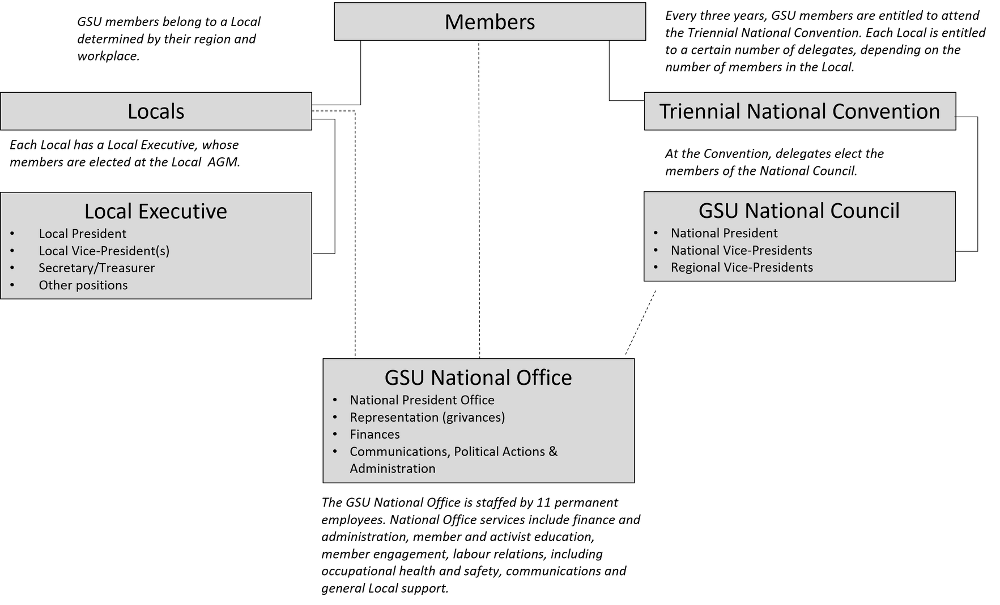 Members
GSU members belong to a Local
determined by their region and
workplace.
Every three years, GSU members are entitled to attend
the Triennial National Convention. Each Local is entitled
to a certain number of delegates, depending on the
number of members in the Local.
Locals
Triennial National Convention
Each Local has a Local Executive, whose
members are elected at the Local  AGM.
At the Convention, delegates elect the
members of the National Council.
Local Executive
• Local President
• Local Vice-President(s)
• Secretary/Treasurer
• Other positions
GSU National Council
• National President
• National Vice-Presidents
• Regional Vice-Presidents
GSU National Office
• National President Office
• Representation (grivances)
• Finances
• Communications, Political Actions &
Administration
The GSU National Office is staffed by 11 permanent
employees. National Office services include finance and
administration, member and activist education,
member engagement, labour relations, including
occupational health and safety, communications and
general Local support.